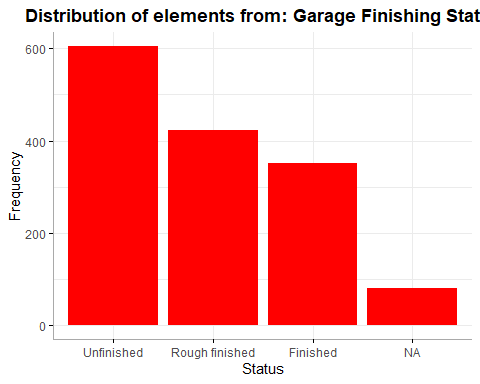 Distribution of elements from: Garage Finishing Stat
Frequency
600
400
200
0
Unfinished Rough finished Finished NA
Status